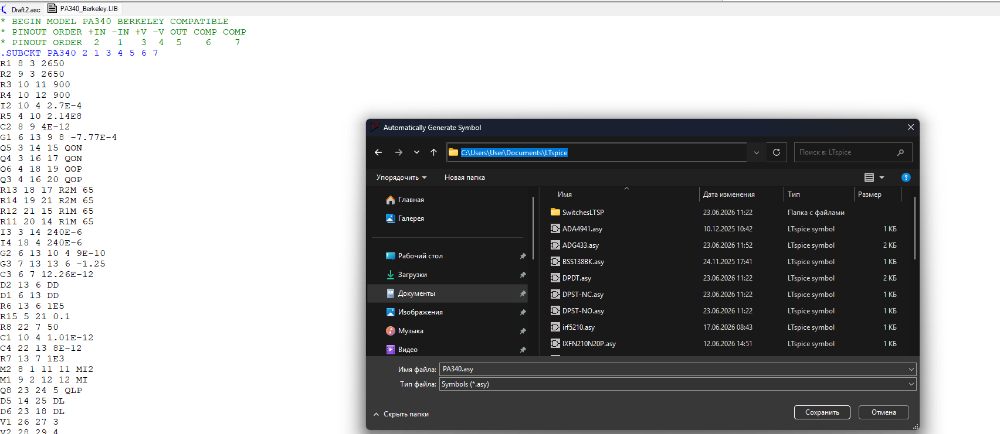 Draft2.asc PA340_Berkeley.LIB
* BEGIN MODEL PA340 BERKELEY COMPATIBLE
* PINOUT ORDER +IN -IN +V -V OUT COMP COMP
* PINOUT ORDER 2 1 3 4 5 6 7
.SUBCKT PA340 2 1 3 4 5 6 7
R1 8 3 2650
R2 9 3 2650
R3 10 11 900
R4 10 12 900
I2 10 4 2.7E-4
R5 4 10 2.14E8
C2 8 9 4E-12
G1 6 13 9 8 -7.77E-4
Q5 3 14 15 QON
Q4 3 16 17 QON
Q6 4 18 19 QOP
Q3 4 16 20 QOP
R13 18 17 R2M 65
R14 19 21 R2M 65
R12 21 15 R1M 65
R11 20 14 R1M 65
I3 3 14 240E-6
I4 18 4 240E-6
G2 6 13 10 4 9E-10
G3 7 13 13 6 -1.25
C3 6 7 12.26E-12
D2 13 6 DD
D1 6 13 DD
R6 13 6 1E5
R15 5 21 0.1
R8 22 7 50
C1 10 4 1.01E-12
C4 22 13 8E-12
R7 13 7 1E3
M2 8 1 11 11 MI2
M1 9 2 12 12 MI
Q8 23 24 5 QLP
D5 14 25 DL
D6 23 18 DL
V1 26 27 3
V2 28 29 4
Automatically Generate Symbol
C:\Users\User\Documents\LTspice
Поиск в: LTspice
Упорядочить Новая папка
Главная
Галерея
Рабочий стол
Загрузки
Документы
Изображения
Музыка
Видео
Имя Дата изменения Тип Размер
SwitchesLTSP 23.06.2026 11:22 Папка с файлами
ADA4941.asy 10.12.2025 10:42 LTspice symbol 1 КБ
ADG433.asy 23.06.2026 11:52 LTspice symbol 2 КБ
BSS138BK.asy 24.11.2025 17:41 LTspice symbol 1 КБ
DPDT.asy 23.06.2026 11:22 LTspice symbol 2 КБ
DPST-NC.asy 23.06.2026 11:22 LTspice symbol 1 КБ
DPST-NO.asy 23.06.2026 11:22 LTspice symbol 1 КБ
irf5210.asy 17.06.2026 08:43 LTspice symbol 1 КБ
IXFN210N20P.asy 12.06.2026 14:51 LTspice symbol 1 КБ
Имя файла: PA340.asy
Тип файла: Symbols (*.asy)
Скрыть папки
Сохранить Отмена